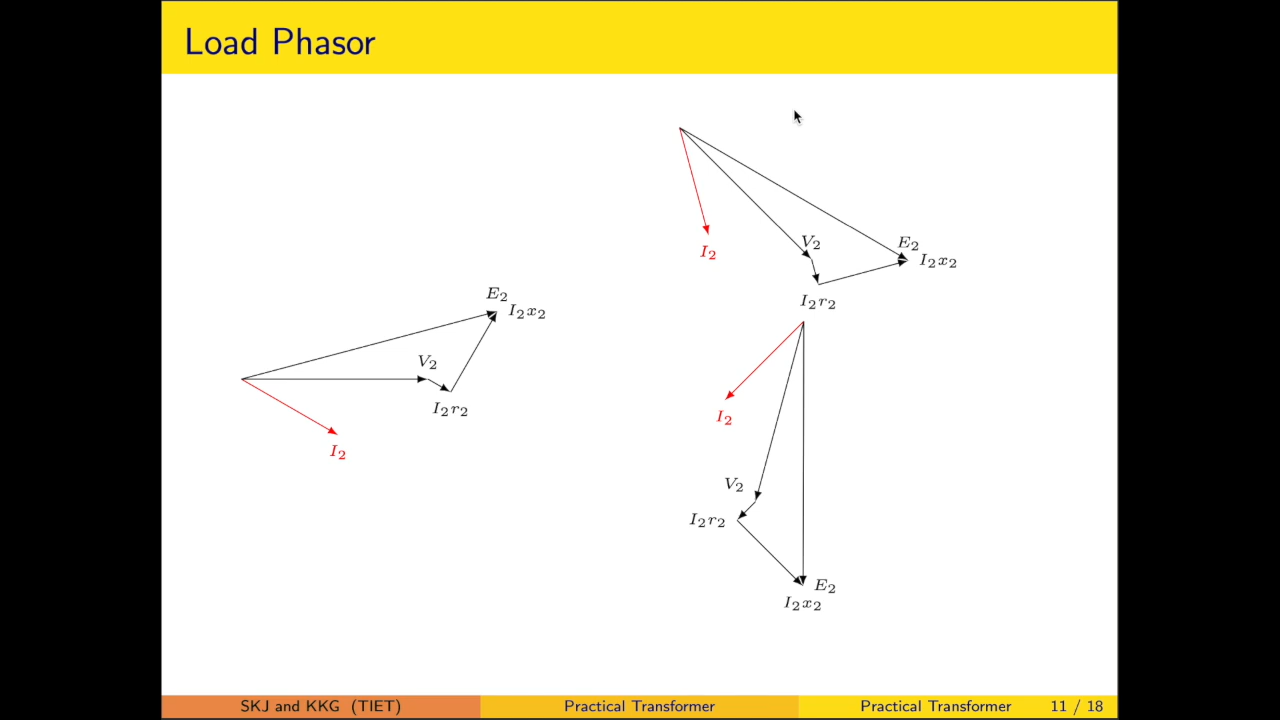 Load Phasor
V₂
E₂
I₂x₂
I₂
I₂r₂
E₂
I₂x₂
V₂
I₂r₂
I₂
I₂
V₂
I₂r₂
E₂
I₂x₂
SKJ and KKG (TIET) Practical Transformer Practical Transformer 11 / 18